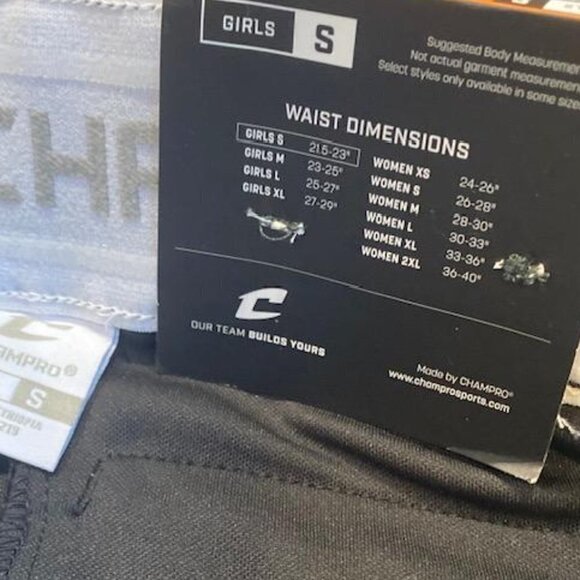 GIRLS S
Suggested Body Measurement
Not actual garment measurement
Select styles only available in some sizes
WAIST DIMENSIONS
GIRLS S 21.5-23"
GIRLS M 23-25"
GIRLS L 25-27"
GIRLS XL 27-29"
WOMEN XS 24-26"
WOMEN S 26-28"
WOMEN M 28-30"
WOMEN L 30-33"
WOMEN XL 33-36"
WOMEN 2XL 36-40"
C
OUR TEAM BUILDS YOURS
Made by CHAMPRO®
www.champrosports.com
CHAMPRO
AMPRO®
S